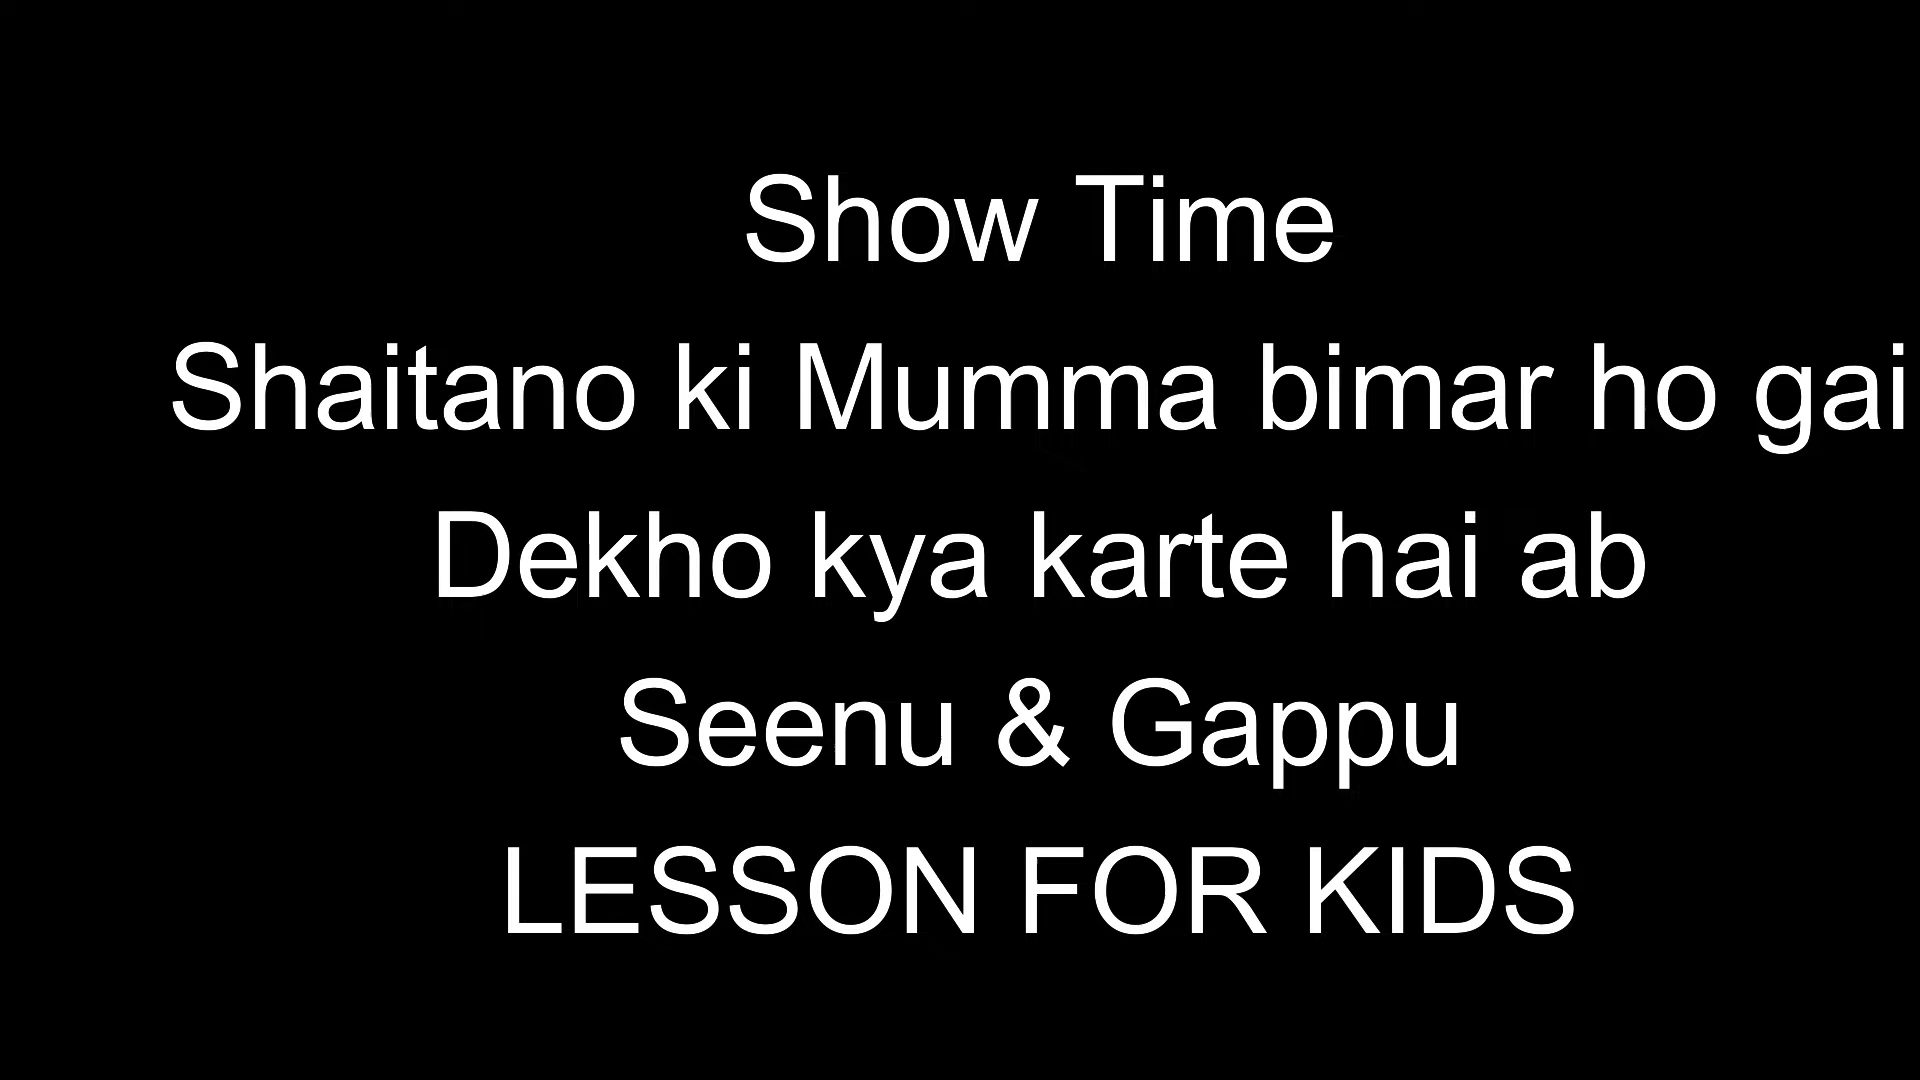 Show Time
Shaitano ki Mumma bimar ho gai
Dekho kya karte hai ab
Seenu & Gappu
LESSON FOR KIDS